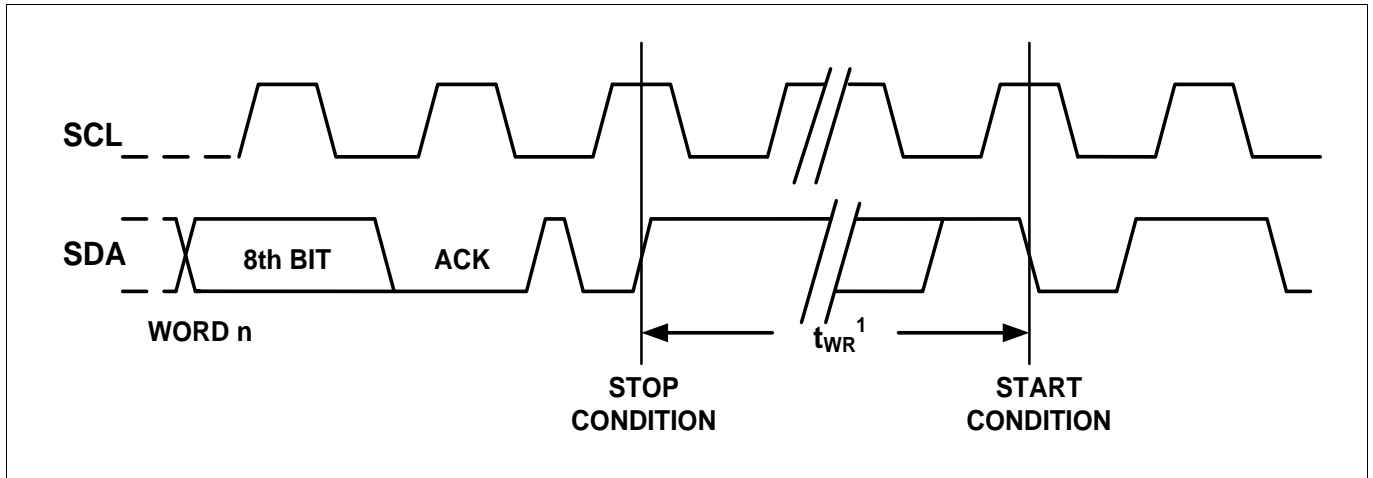 SCL
SDA
8th BIT
ACK
WORD n
tWR1
STOP
CONDITION
START
CONDITION